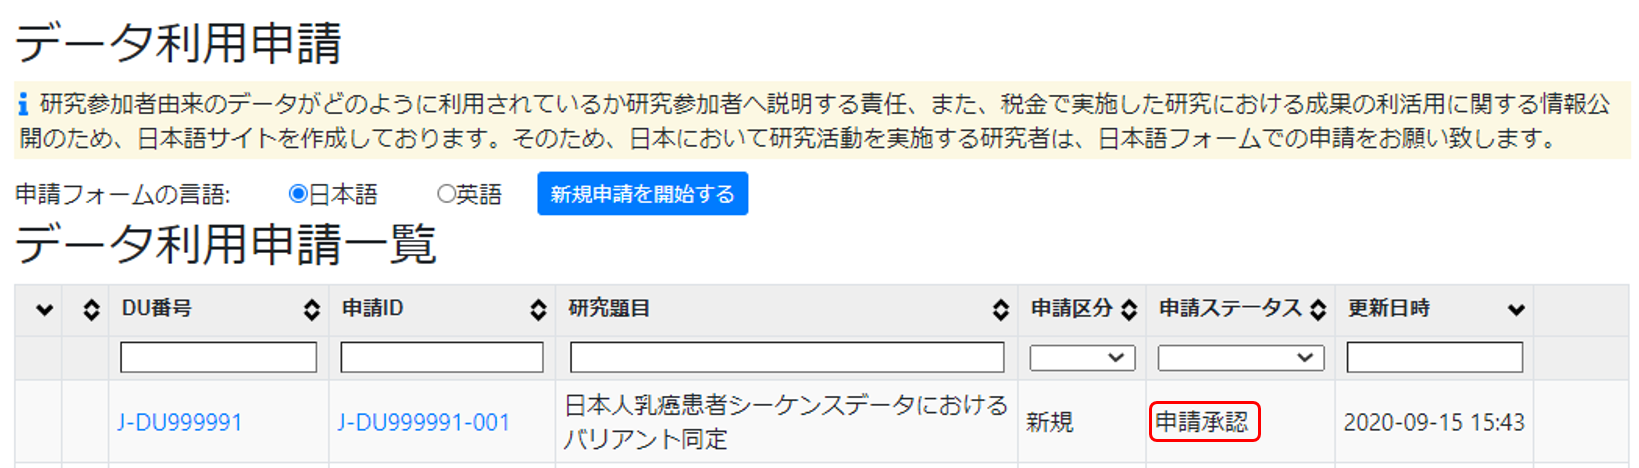 データ利用申請
研究参加者由来のデータがどのように利用されているか研究参加者へ説明する責任、また、税金で実施した研究における成果の利活用に関する情報公
開のため、日本語サイトを作成しております。そのため、日本において研究活動を実施する研究者は、日本語フォームでの申請をお願い致します。
申請フォームの言語: 日本語 英語 新規申請を開始する
データ利用申請一覧
DU番号 申請ID 研究題目 申請区分 申請ステータス 更新日時
J-DU999991 J-DU999991-001 日本人乳癌患者シーケンスデータにおける
バリアント同定 新規 申請承認 2020-09-15 15:43